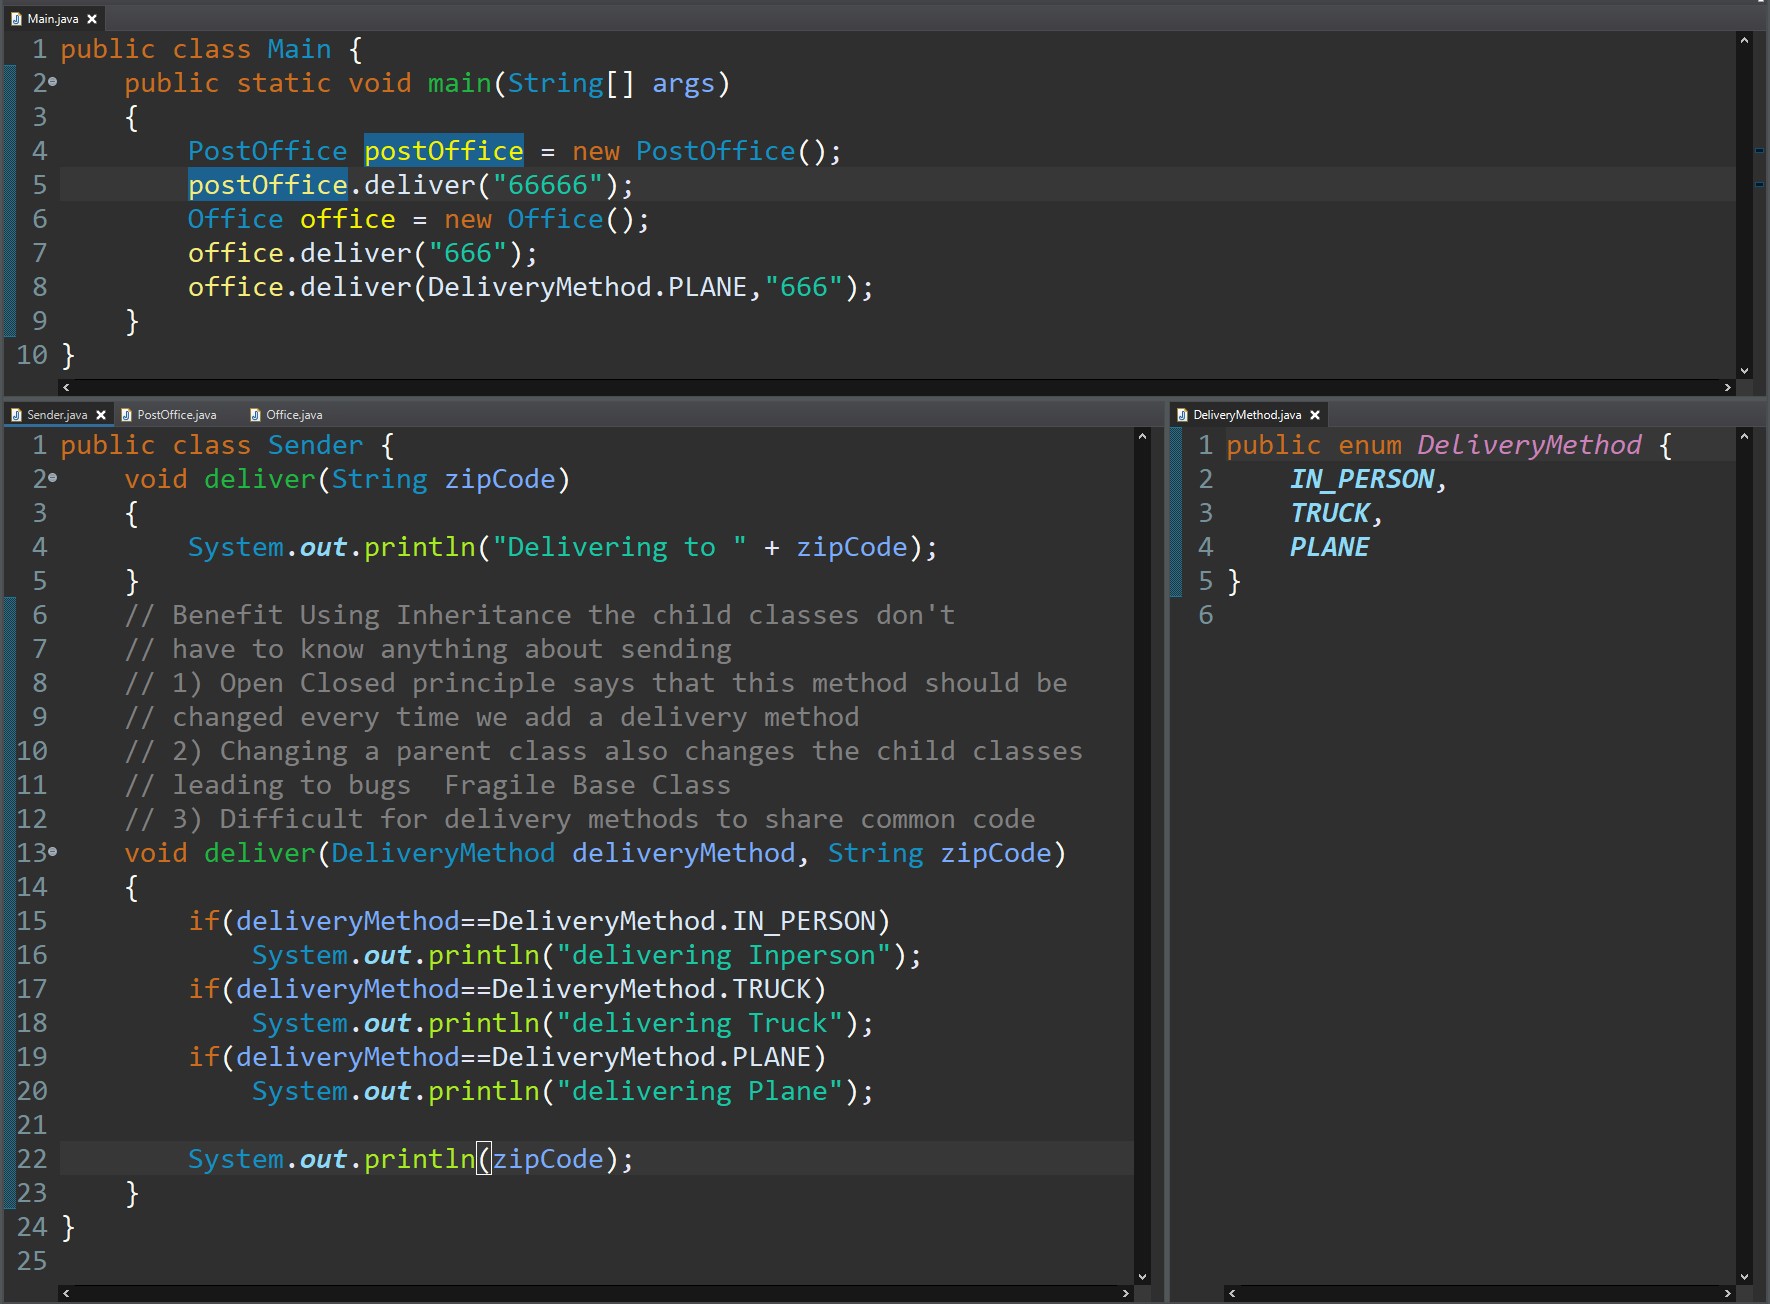 Main.java
1 public class Main {
2 public static void main(String[] args)
3 {
4 PostOffice postOffice = new PostOffice();
5 postOffice.deliver("66666");
6 Office office = new Office();
7 office.deliver("666");
8 office.deliver(DeliveryMethod.PLANE,"666");
9 }
10 }
Sender.java PostOffice.java Office.java
1 public class Sender {
2 void deliver(String zipCode)
3 {
4 System.out.println("Delivering to " + zipCode);
5 }
6 // Benefit Using Inheritance the child classes don't
7 // have to know anything about sending
8 // 1) Open Closed principle says that this method should be
9 // changed every time we add a delivery method
10 // 2) Changing a parent class also changes the child classes
11 // leading to bugs  Fragile Base Class
12 // 3) Difficult for delivery methods to share common code
13 void deliver(DeliveryMethod deliveryMethod, String zipCode)
14 {
15 if(deliveryMethod==DeliveryMethod.IN_PERSON)
16 System.out.println("delivering Inperson");
17 if(deliveryMethod==DeliveryMethod.TRUCK)
18 System.out.println("delivering Truck");
19 if(deliveryMethod==DeliveryMethod.PLANE)
20 System.out.println("delivering Plane");
21
22 System.out.println(zipCode);
23 }
24 }
25
DeliveryMethod.java
1 public enum DeliveryMethod {
2 IN_PERSON,
3 TRUCK,
4 PLANE
5 }
6